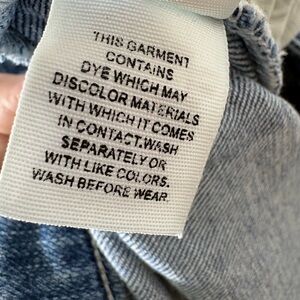 THIS GARMENT
CONTAINS
DYE WHICH MAY
DISCOLOR MATERIALS
WITH WHICH IT COMES
IN CONTACT.WASH
SEPARATELY OR
WITH LIKE COLORS.
WASH BEFORE WEAR.